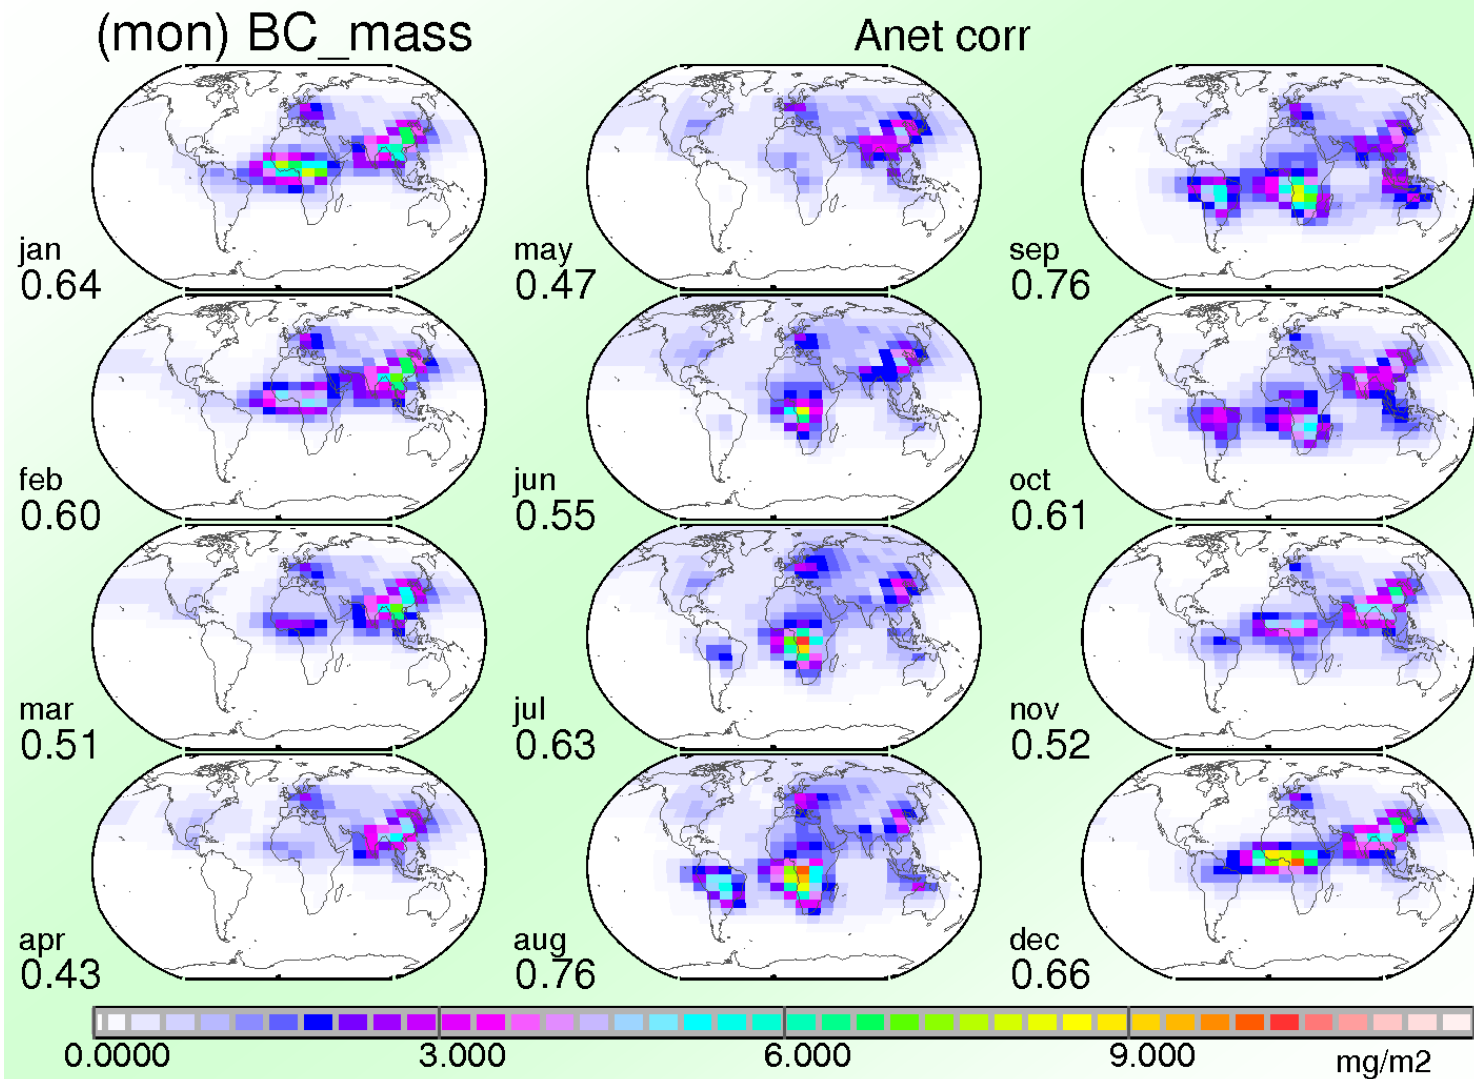 (mon) BC_mass
Anet corr
jan
0.64
may
0.47
sep
0.76
feb
0.60
jun
0.55
oct
0.61
mar
0.51
jul
0.63
nov
0.52
apr
0.43
aug
0.76
dec
0.66
0.0000 3.000 6.000 9.000 mg/m2